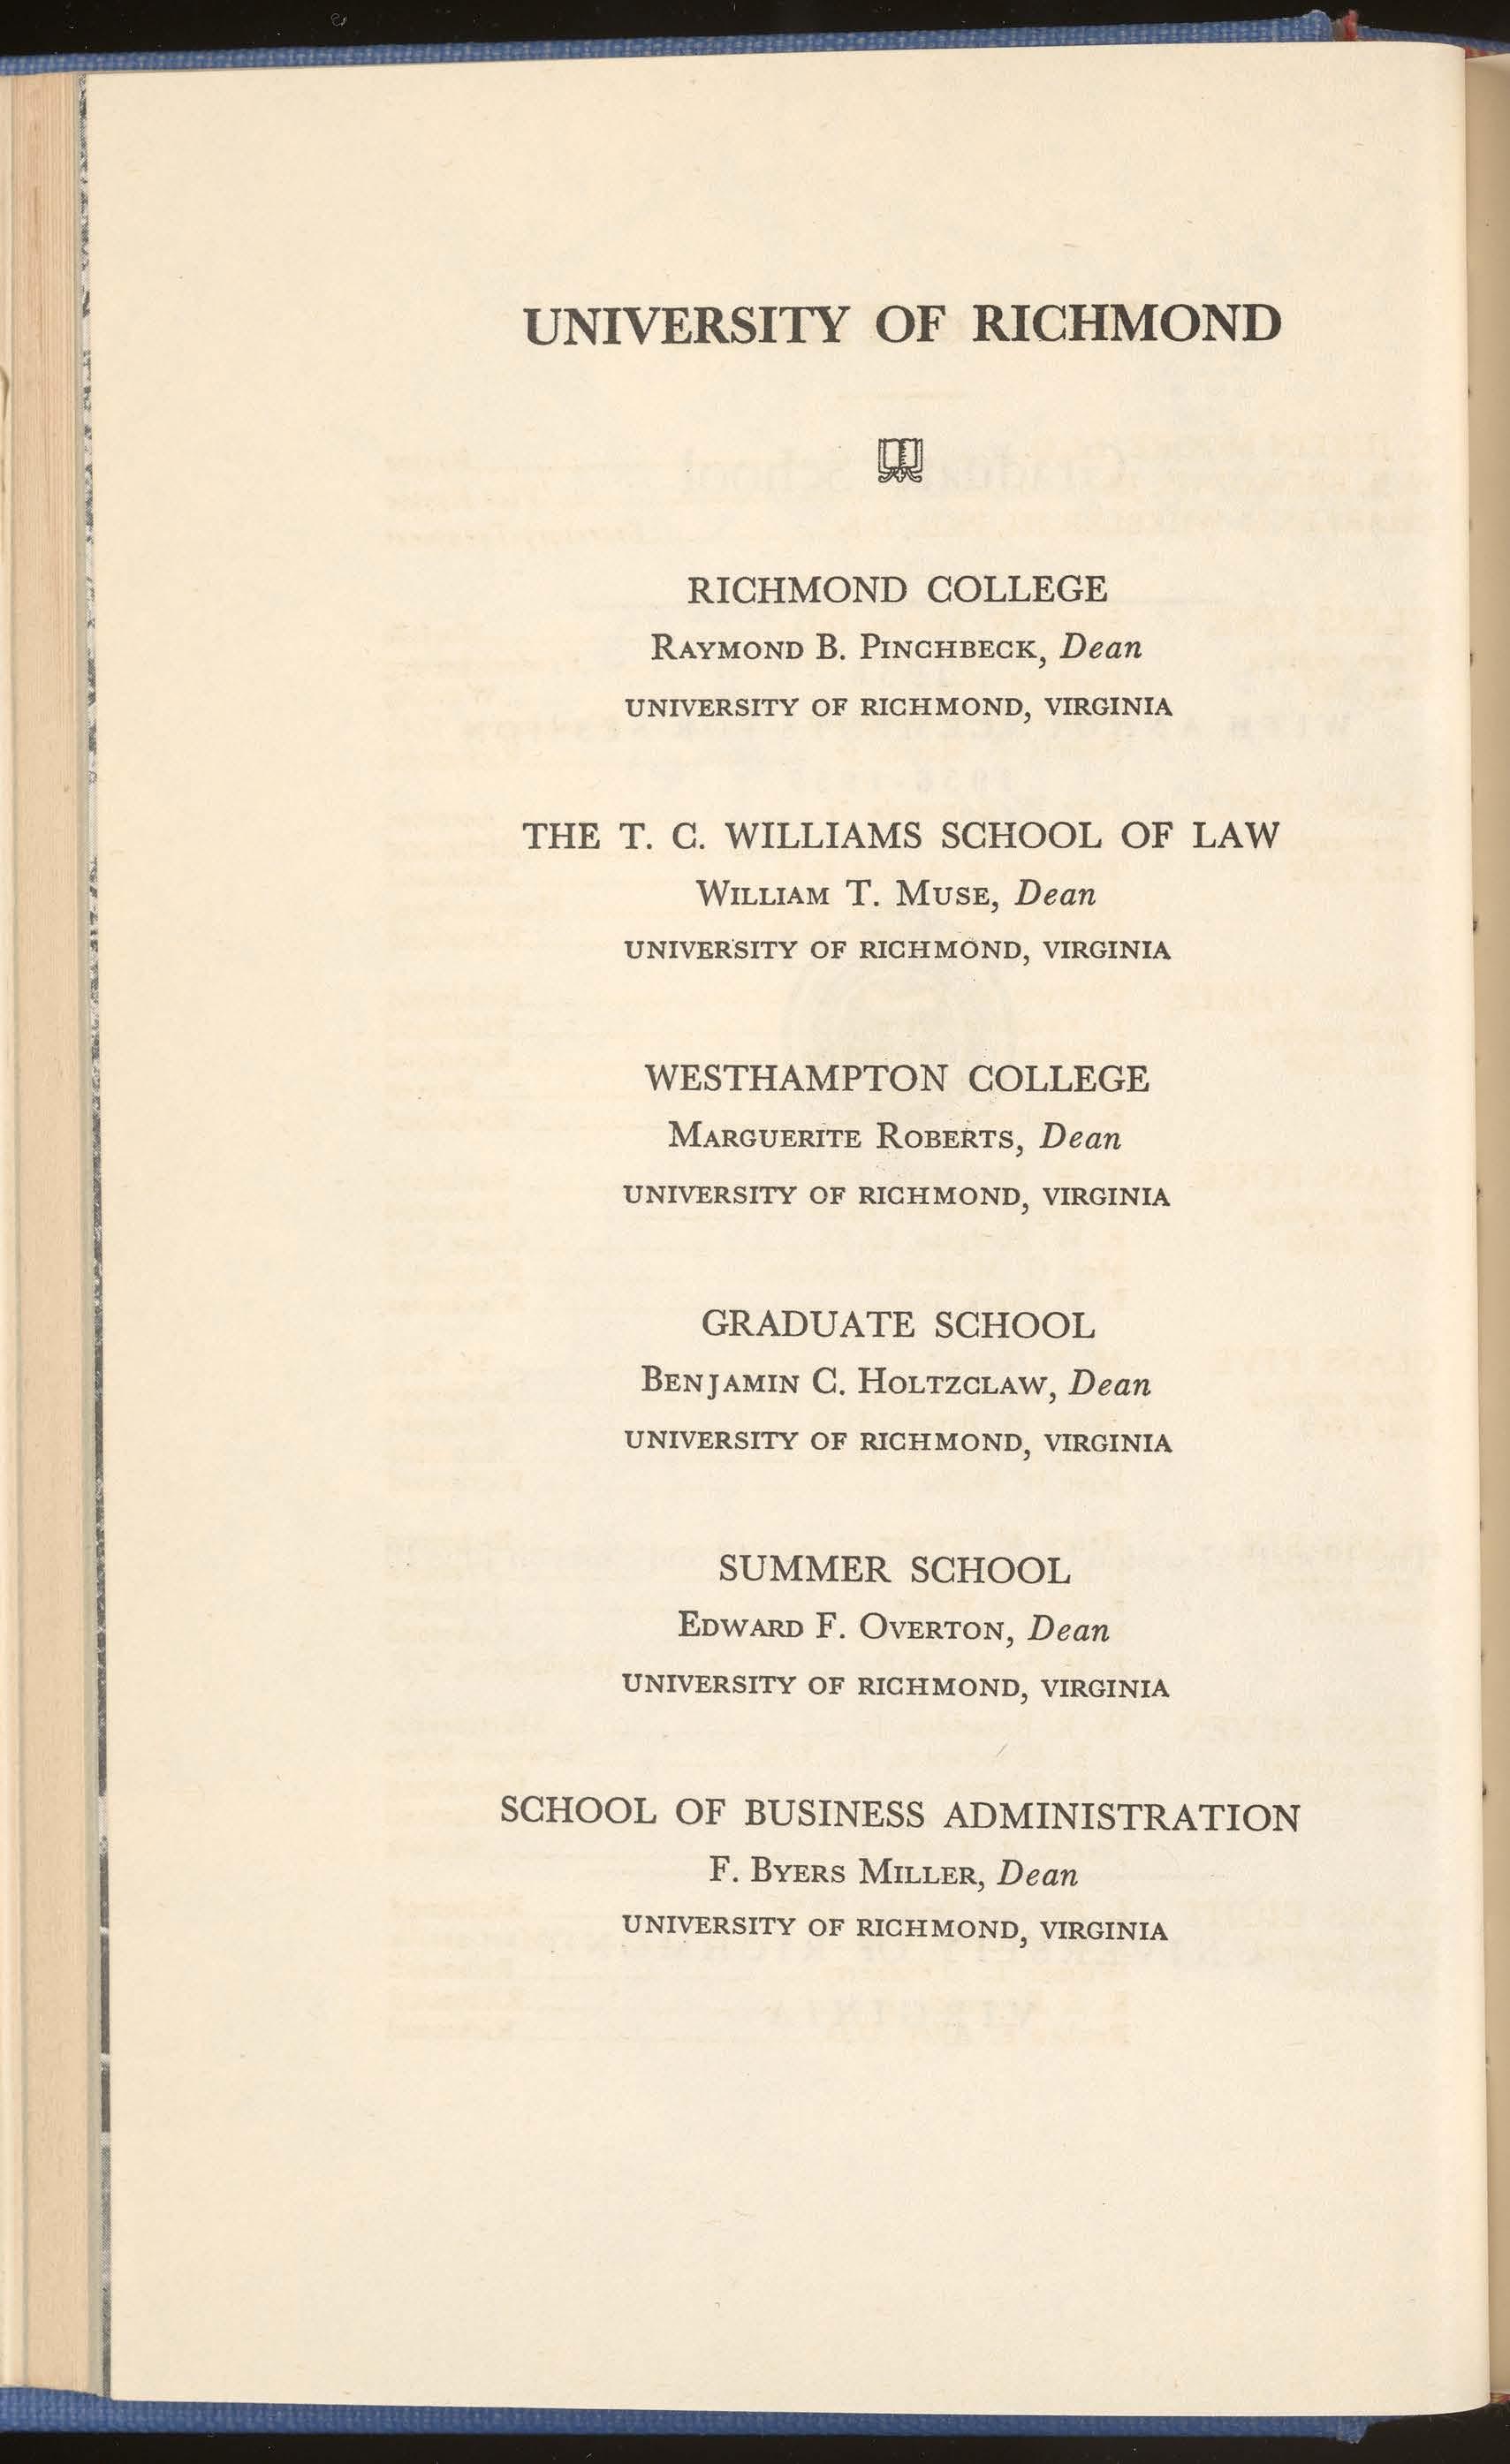 UNIVERSITY OF RICHMOND
RICHMOND COLLEGE
RAYMOND B. PINCHBECK, Dean
UNIVERSITY OF RICHMOND, VIRGINIA
THE T. C. WILLIAMS SCHOOL OF LAW
WILLIAM T. MUSE, Dean
UNIVERSITY OF RICHMOND, VIRGINIA
WESTHAMPTON COLLEGE
MARGUERITE ROBERTS, Dean
UNIVERSITY OF RICHMOND, VIRGINIA
GRADUATE SCHOOL
BENJAMIN C. HOLTZCLAW, Dean
UNIVERSITY OF RICHMOND, VIRGINIA
SUMMER SCHOOL
EDWARD F. OVERTON, Dean
UNIVERSITY OF RICHMOND, VIRGINIA
SCHOOL OF BUSINESS ADMINISTRATION
F. BYERS MILLER, Dean
UNIVERSITY OF RICHMOND, VIRGINIA